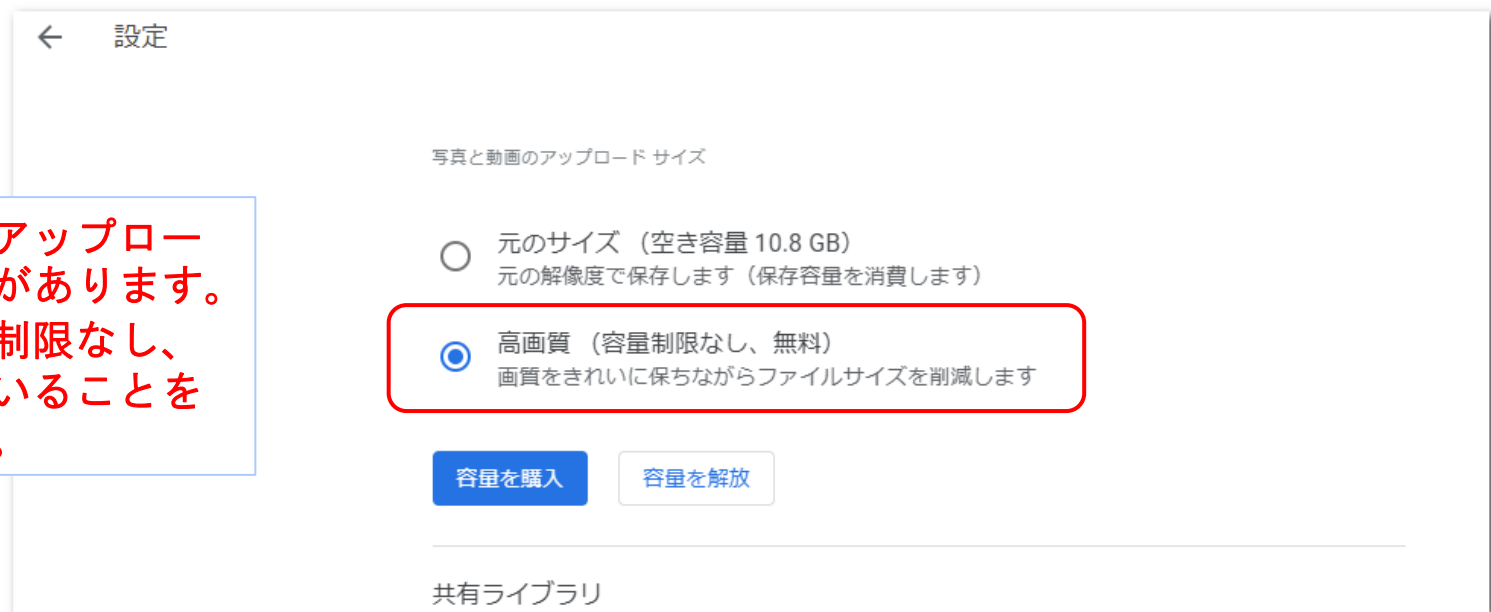 設定
写真と動画のアップロード サイズ
アップロー
があります。
制限なし、
いることを
。
元のサイズ （空き容量 10.8 GB）
元の解像度で保存します（保存容量を消費します）
高画質 （容量制限なし、無料）
画質をきれいに保ちながらファイルサイズを削減します
容量を購入
容量を解放
共有ライブラリ